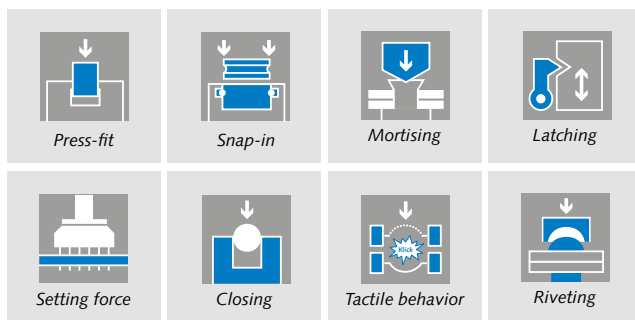 Press-fit
Snap-in
Mortising
Latching
Klick
Setting force
Closing
Tactile behavior
Riveting